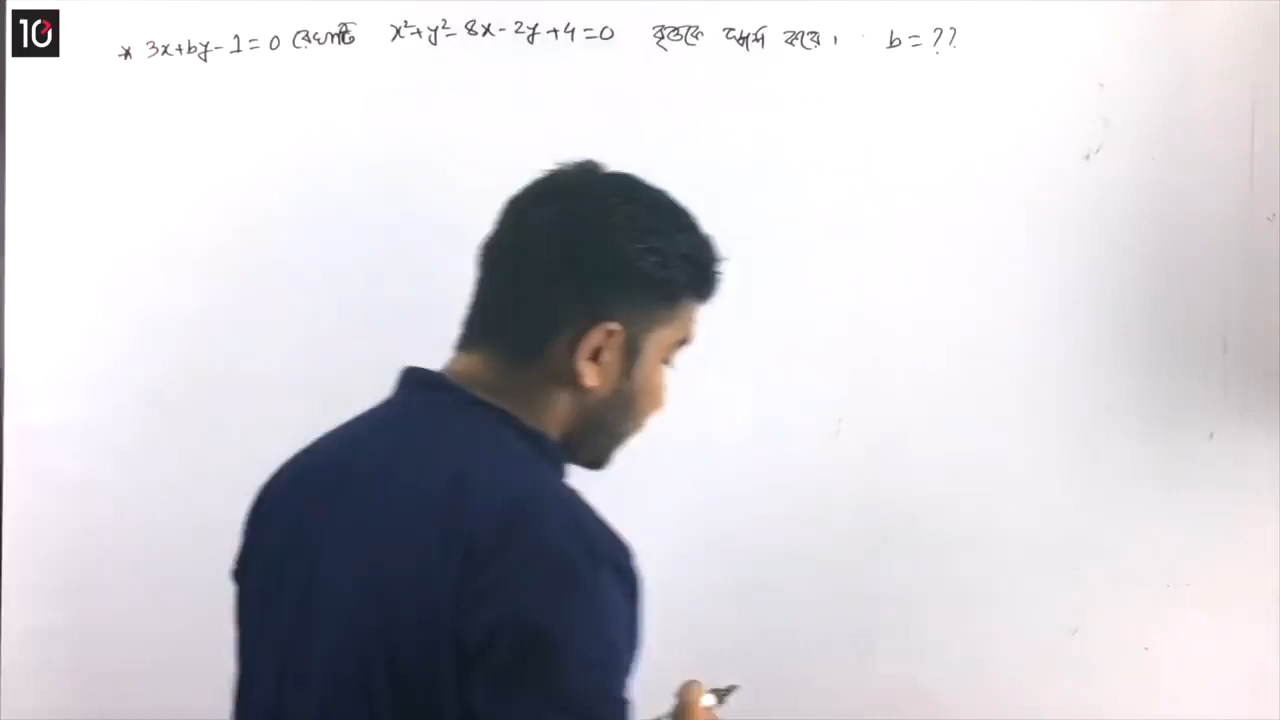 10
* 3x+by-1=0 রেখাটি x²+y²-8x-2y+4=0 বৃত্তকে স্পর্শ করে। b=??